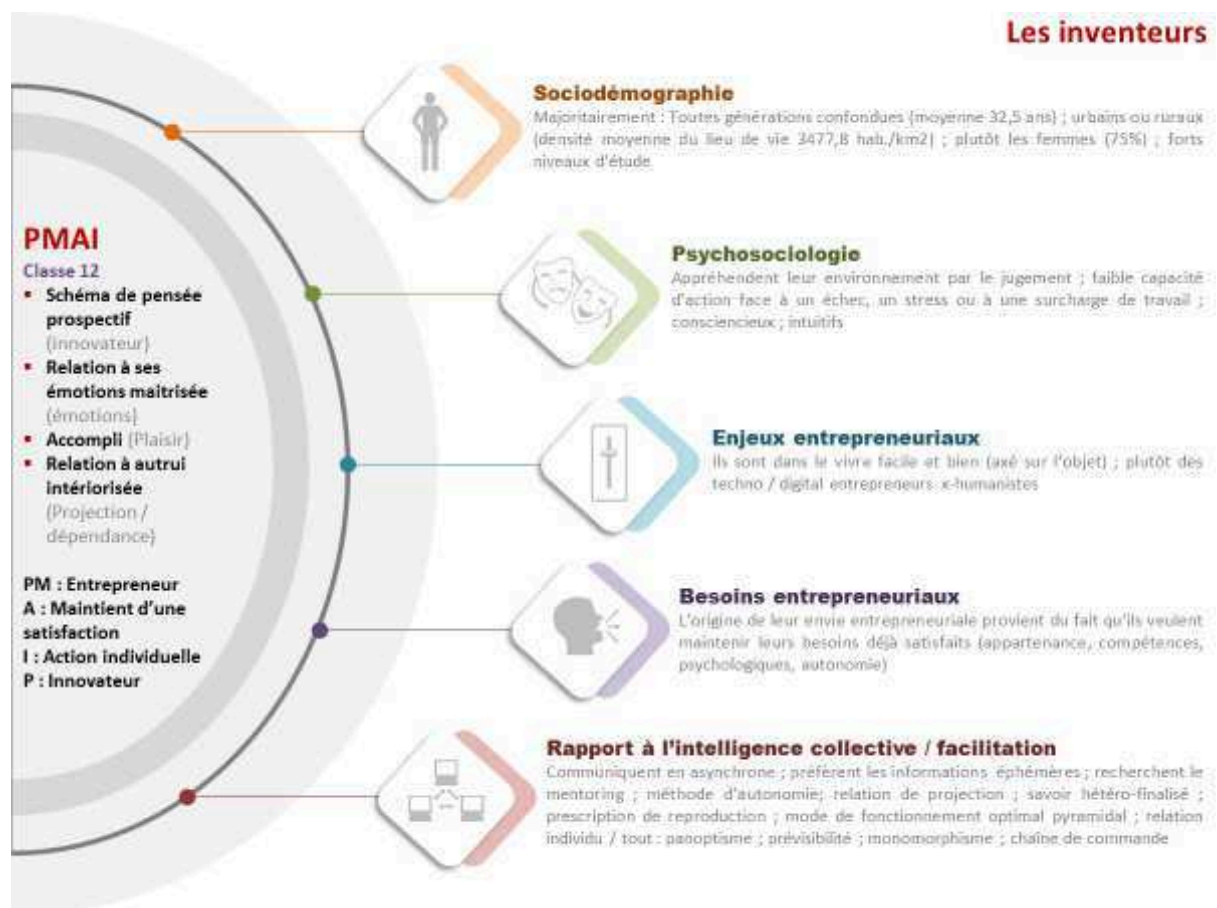 Les inventeurs
Sociodémographie
Majoritairement : Toutes générations confondues (moyenne 32,5 ans) ; urbains ou ruraux
(densité moyenne du lieu de vie 3477,8 hab./km2) ; plutôt les femmes (75%) ; forts
niveaux d'étude
PMAI
Classe 12
▪ Schéma de pensée
prospectif
(innovateur)
▪ Relation à ses
émotions maitrisée
(émotions)
▪ Accompli (Plaisir)
▪ Relation à autrui
intériorisée
(Projection /
dépendance)
PM : Entrepreneur
A : Maintient d'une
satisfaction
I : Action individuelle
P : Innovateur
Psychosociologie
Appréhendent leur environnement par le jugement ; faible capacité
d'action face à un échec, un stress ou à une surcharge de travail ;
consciencieux ; intuitifs
Enjeux entrepreneuriaux
Ils sont dans le vivre facile et bien (axé sur l'objet) ; plutôt des
techno / digital entrepreneurs x-humanistes
Besoins entrepreneuriaux
L'origine de leur envie entrepreneuriale provient du fait qu'ils veulent
maintenir leurs besoins déjà satisfaits (appartenance, compétences,
psychologiques, autonomie)
Rapport à l'intelligence collective / facilitation
Communiquent en asynchrone ; préfèrent les informations éphémères ; recherchent le
mentoring ; méthode d'autonomie; relation de projection ; savoir hétéro-finalisé ;
prescription de reproduction ; mode de fonctionnement optimal pyramidal ; relation
individu / tout : panoptisme ; prévisibilité ; monomorphisme ; chaîne de commande